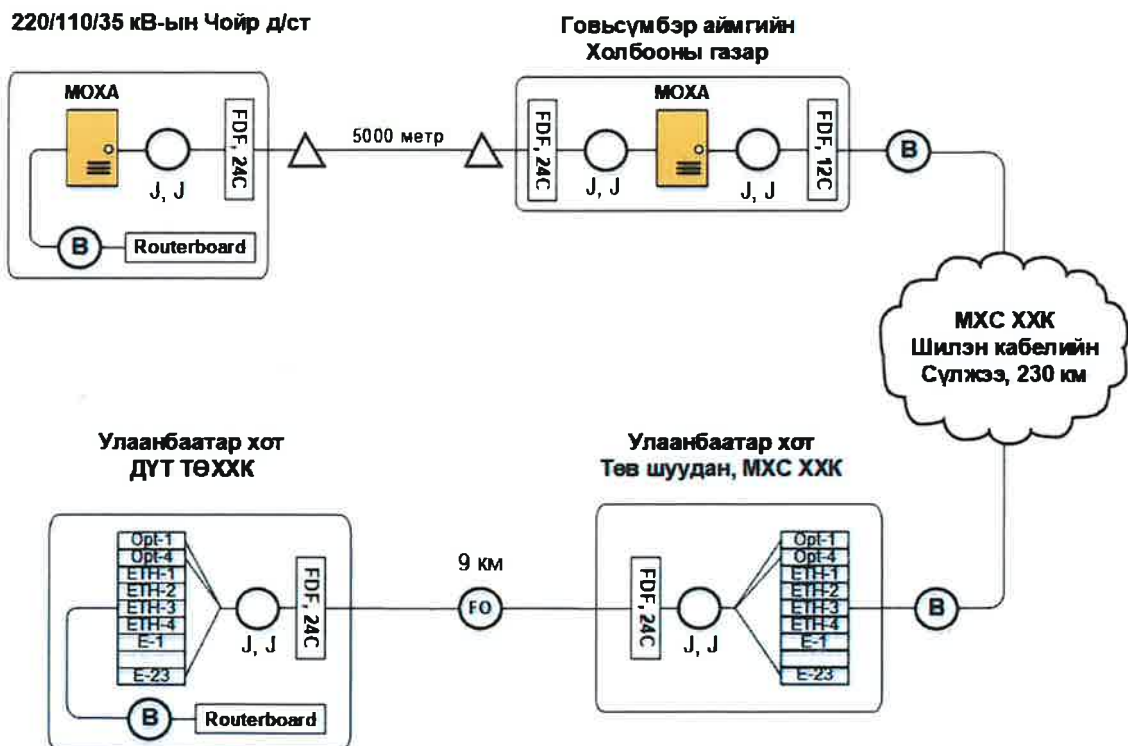 220/110/35 кВ-ын Чойр д/ст
Говьсүмбэр аймгийн
Холбооны газар
MOXA
FDF, 24C
J, J
B
Routerboard
5000 метр
FDF, 24C
J, J
MOXA
J, J
FDF, 12C
B
МХС ХХК
Шилэн кабелийн
Сүлжээ, 230 км
Улаанбаатар хот
ДҮТ ТӨХХК
Opt-1
Opt-4
ETH-1
ETH-2
ETH-3
ETH-4
E-1
E-23
J, J
FDF, 24C
B
Routerboard
9 км
FO
Улаанбаатар хот
Төв шуудан, МХС ХХК
FDF, 24C
J, J
Opt-1
Opt-4
ETH-1
ETH-2
ETH-3
ETH-4
E-1
E-23
B